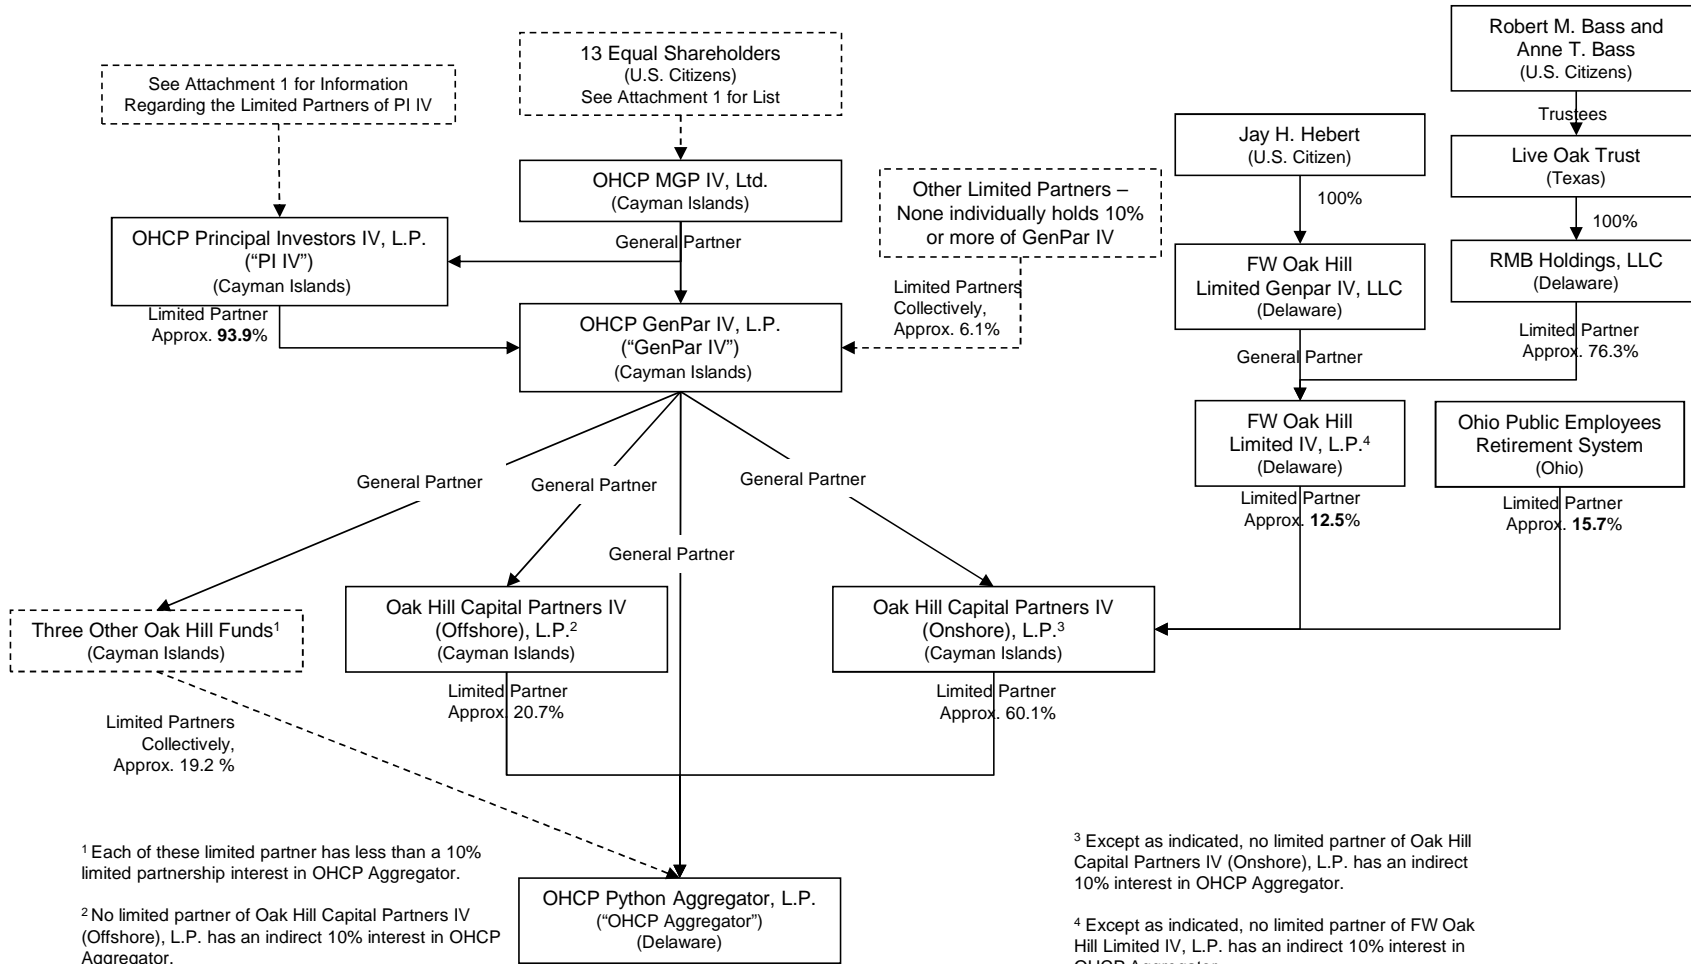 Robert M. Bass and
Anne T. Bass
(U.S. Citizens)
13 Equal Shareholders
(U.S. Citizens)
See Attachment 1 for List
See Attachment 1 for Information
Regarding the Limited Partners of PI IV
Trustees
Jay H. Hebert
(U.S. Citizen)
Live Oak Trust
(Texas)
OHCP MGP IV, Ltd.
(Cayman Islands)
Other Limited Partners –
None individually holds 10%
or more of GenPar IV
100%
100%
OHCP Principal Investors IV, L.P.
(“PI IV”)
(Cayman Islands)
General Partner
FW Oak Hill
Limited Genpar IV, LLC
(Delaware)
RMB Holdings, LLC
(Delaware)
Limited Partners
Collectively,
Approx. 6.1%
Limited Partner
Approx. 93.9%
OHCP GenPar IV, L.P.
(“GenPar IV”)
(Cayman Islands)
General Partner
Limited Partner
Approx. 76.3%
FW Oak Hill
Limited IV, L.P.4
(Delaware)
Ohio Public Employees
Retirement System
(Ohio)
General Partner
General Partner
General Partner
Limited Partner
Approx. 12.5%
Limited Partner
Approx. 15.7%
General Partner
Three Other Oak Hill Funds1
(Cayman Islands)
Oak Hill Capital Partners IV
(Offshore), L.P.2
(Cayman Islands)
Oak Hill Capital Partners IV
(Onshore), L.P.3
(Cayman Islands)
Limited Partners
Collectively,
Approx. 19.2 %
Limited Partner
Approx. 20.7%
Limited Partner
Approx. 60.1%
1 Each of these limited partner has less than a 10%
limited partnership interest in OHCP Aggregator.
2 No limited partner of Oak Hill Capital Partners IV
(Offshore), L.P. has an indirect 10% interest in OHCP
Aggregator.
OHCP Python Aggregator, L.P.
(“OHCP Aggregator”)
(Delaware)
3 Except as indicated, no limited partner of Oak Hill
Capital Partners IV (Onshore), L.P. has an indirect
10% interest in OHCP Aggregator.
4 Except as indicated, no limited partner of FW Oak
Hill Limited IV, L.P. has an indirect 10% interest in
OHCP Aggregator